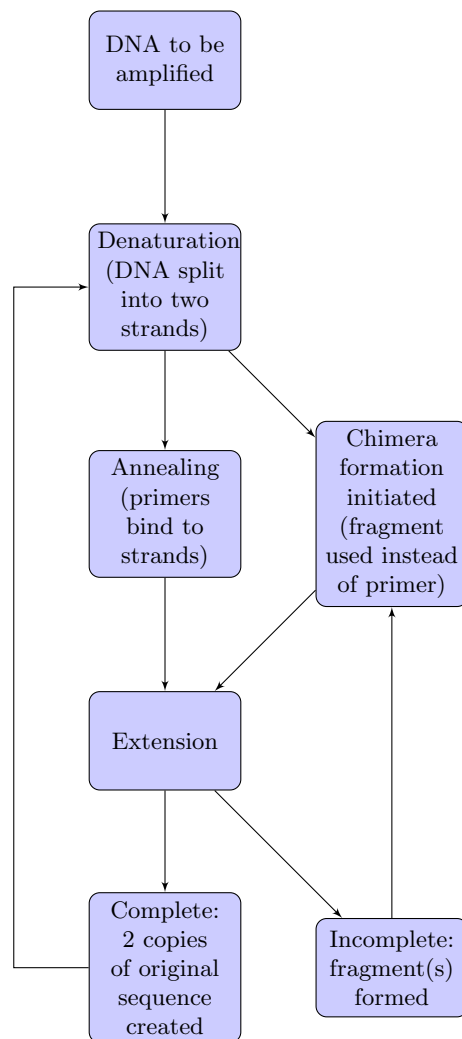 DNA to be
amplified
Denaturation
(DNA split
into two
strands)
Annealing
(primers
bind to
strands)
Chimera
formation
initiated
(fragment
used instead
of primer)
Extension
Complete:
2 copies
of original
sequence
created
Incomplete:
fragment(s)
formed